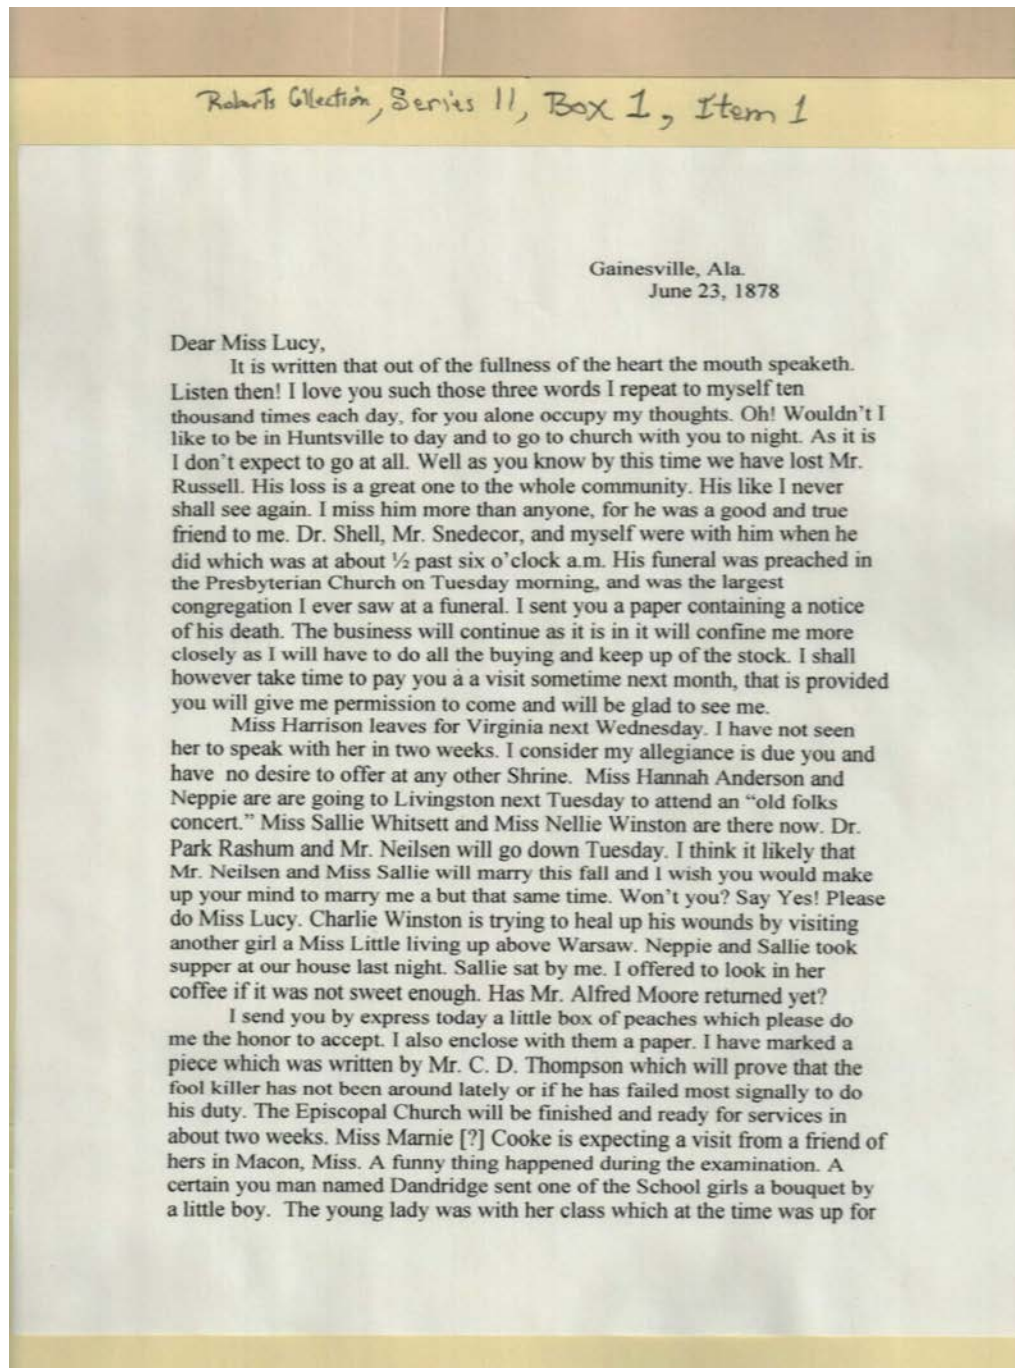 Roberts Collection, Series II, Box 1, Item 1
Gainesville, Ala.
June 23, 1878
Dear Miss Lucy,
It is written that out of the fullness of the heart the mouth speaketh.
Listen then! I love you such those three words I repeat to myself ten
thousand times each day, for you alone occupy my thoughts. Oh! Wouldn't I
like to be in Huntsville to day and to go to church with you to night. As it is
I don't expect to go at all. Well as you know by this time we have lost Mr.
Russell. His loss is a great one to the whole community. His like I never
shall see again. I miss him more than anyone, for he was a good and true
friend to me. Dr. Shell, Mr. Snedecor, and myself were with him when he
did which was at about ½ past six o'clock a.m. His funeral was preached in
the Presbyterian Church on Tuesday morning, and was the largest
congregation I ever saw at a funeral. I sent you a paper containing a notice
of his death. The business will continue as it is in it will confine me more
closely as I will have to do all the buying and keep up of the stock. I shall
however take time to pay you a a visit sometime next month, that is provided
you will give me permission to come and will be glad to see me.
Miss Harrison leaves for Virginia next Wednesday. I have not seen
her to speak with her in two weeks. I consider my allegiance is due you and
have no desire to offer at any other Shrine. Miss Hannah Anderson and
Neppie are are going to Livingston next Tuesday to attend an "old folks
concert." Miss Sallie Whitsett and Miss Nellie Winston are there now. Dr.
Park Rashum and Mr. Neilsen will go down Tuesday. I think it likely that
Mr. Neilsen and Miss Sallie will marry this fall and I wish you would make
up your mind to marry me a but that same time. Won't you? Say Yes! Please
do Miss Lucy. Charlie Winston is trying to heal up his wounds by visiting
another girl a Miss Little living up above Warsaw. Neppie and Sallie took
supper at our house last night. Sallie sat by me. I offered to look in her
coffee if it was not sweet enough. Has Mr. Alfred Moore returned yet?
I send you by express today a little box of peaches which please do
me the honor to accept. I also enclose with them a paper. I have marked a
piece which was written by Mr. C. D. Thompson which will prove that the
fool killer has not been around lately or if he has failed most signally to do
his duty. The Episcopal Church will be finished and ready for services in
about two weeks. Miss Marnie [?] Cooke is expecting a visit from a friend of
hers in Macon, Miss. A funny thing happened during the examination. A
certain you man named Dandridge sent one of the School girls a bouquet by
a little boy. The young lady was with her class which at the time was up for